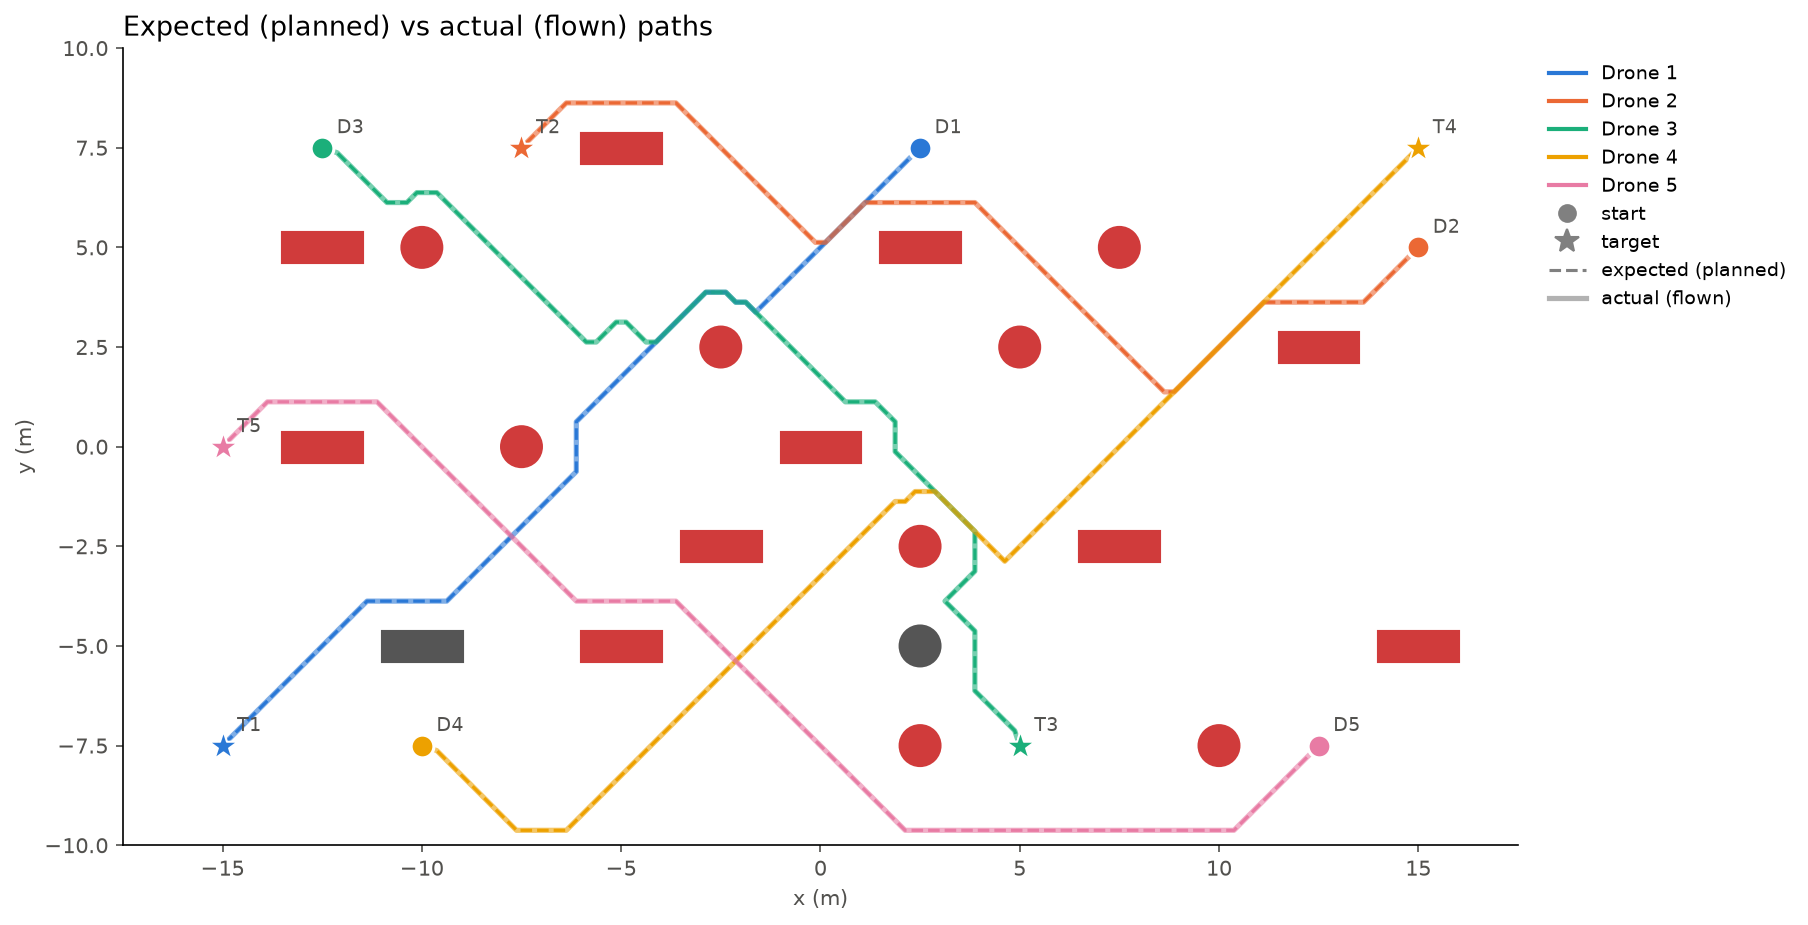 Expected (planned) vs actual (flown) paths
10.0
7.5
5.0
2.5
0.0
−2.5
−5.0
−7.5
−10.0
y (m)
−15
−10
−5
0
5
10
15
x (m)
D3
T2
D1
T4
D2
T5
T1
D4
T3
D5
Drone 1
Drone 2
Drone 3
Drone 4
Drone 5
start
target
expected (planned)
actual (flown)